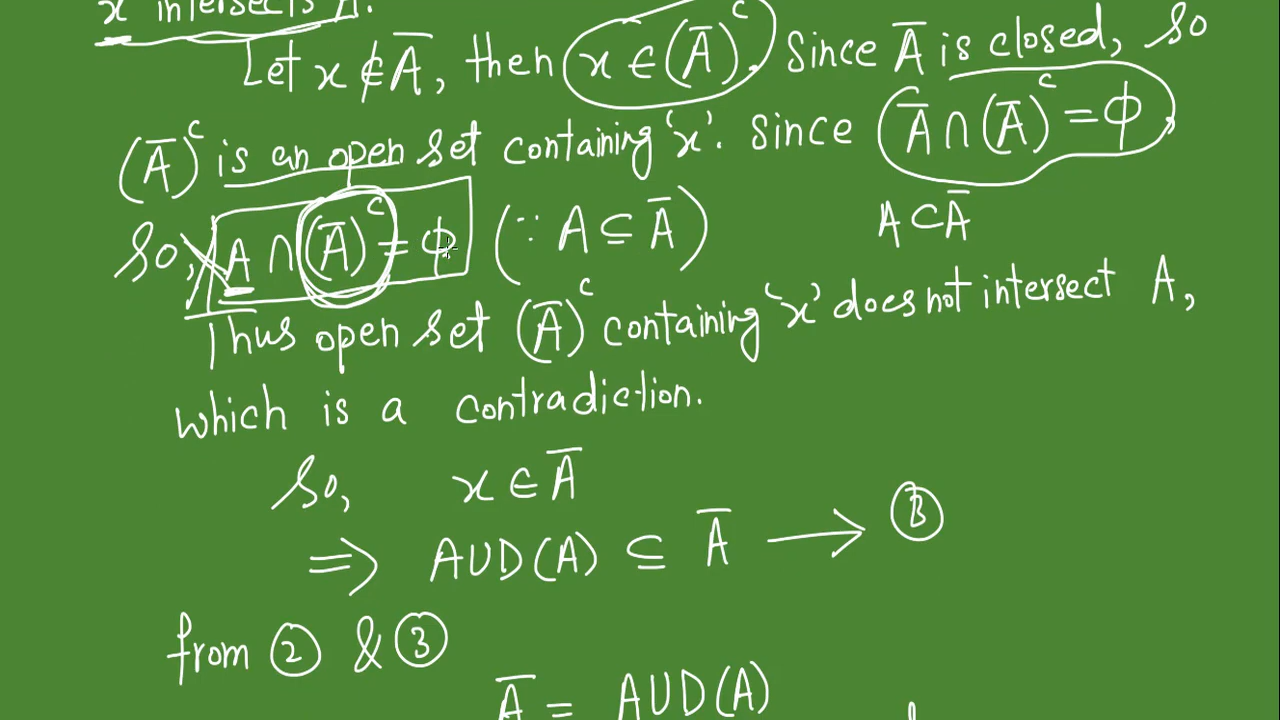 x intersects A.
Let x ∉ A̅, then x ∈ (A̅)ᶜ. Since A̅ is closed, so
(A̅)ᶜ is an open set containing 'x'. Since A̅ ∩ (A̅)ᶜ = ϕ,
So, A ∩ (A̅)ᶜ = ϕ (∵ A ⊆ A̅) A ⊂ A̅
Thus open set (A̅)ᶜ containing 'x' does not intersect A,
which is a contradiction.
So, x ∈ A̅
⇒ A∪D(A) ⊆ A̅ → ③
from ② & ③
A̅ = A∪D(A)